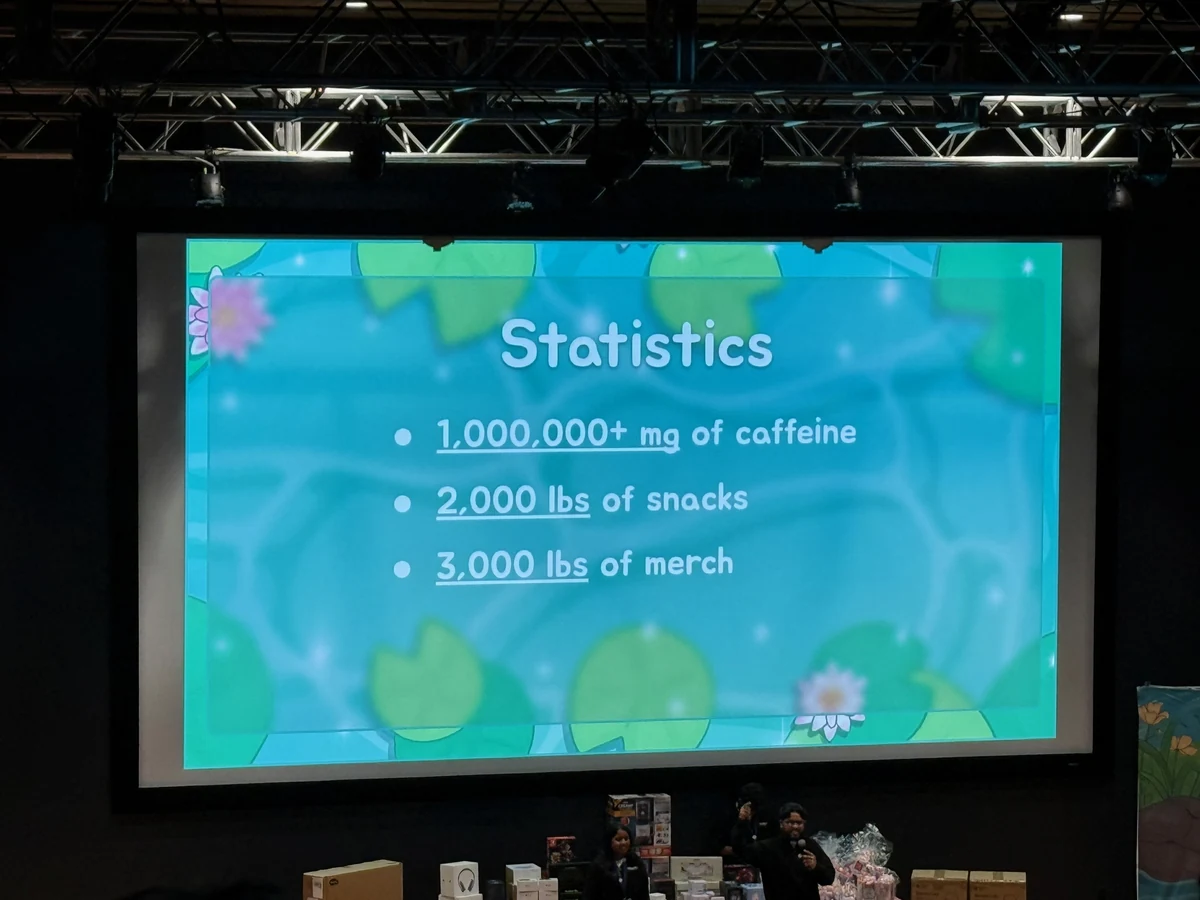 Statistics
1,000,000+ mg of caffeine
2,000 lbs of snacks
3,000 lbs of merch